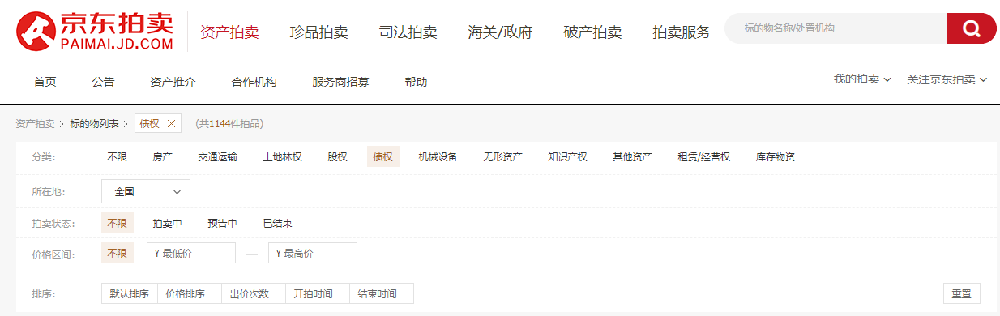 京东拍卖
PAIMAI.JD.COM
资产拍卖 珍品拍卖 司法拍卖 海关/政府 破产拍卖 拍卖服务 标的物名称/处置机构
首页 公告 资产推介 合作机构 服务商招募 帮助 我的拍卖 关注京东拍卖
资产拍卖 > 标的物列表 > 债权 × (共1144件拍品)
分类: 不限 房产 交通运输 土地林权 股权 债权 机械设备 无形资产 知识产权 其他资产 租赁/经营权 库存物资
所在地: 全国
拍卖状态: 不限 拍卖中 预告中 已结束
价格区间: 不限 ¥ 最低价 — ¥ 最高价
排序: 默认排序 价格排序 出价次数 开拍时间 结束时间 重置